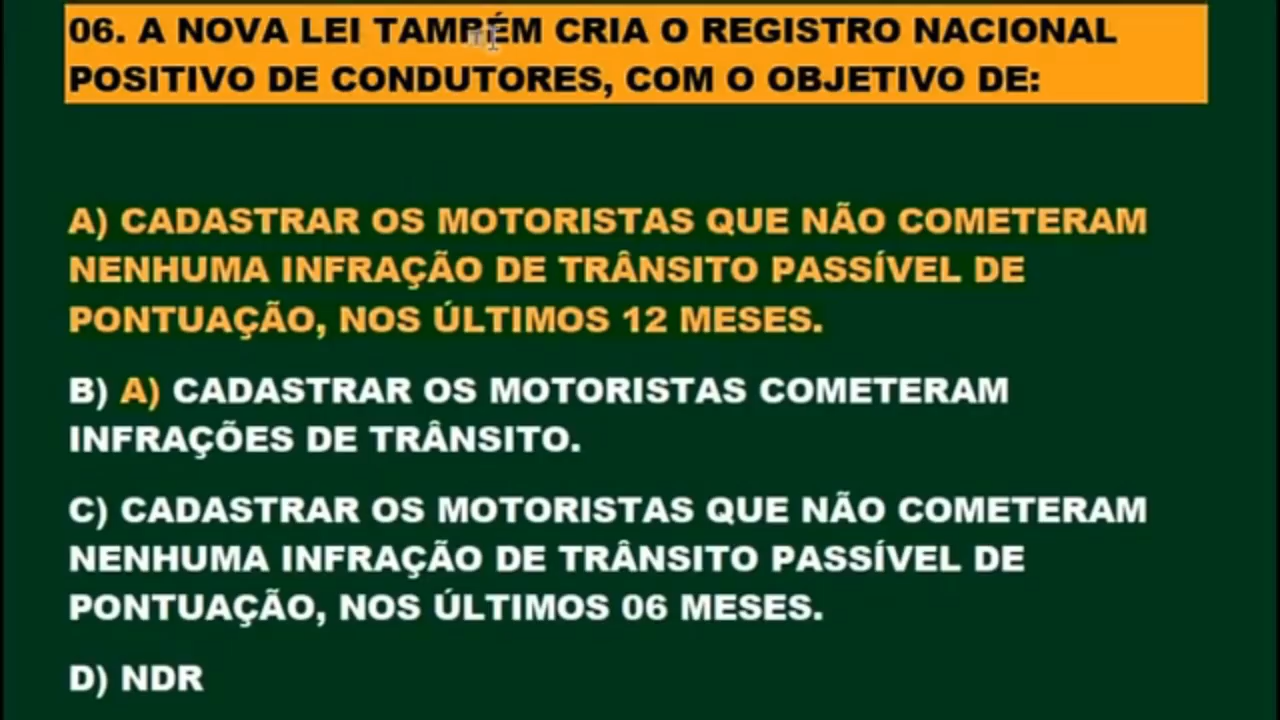 06. A NOVA LEI TAMBÉM CRIA O REGISTRO NACIONAL
POSITIVO DE CONDUTORES, COM O OBJETIVO DE:
A) CADASTRAR OS MOTORISTAS QUE NÃO COMETERAM
NENHUMA INFRAÇÃO DE TRÂNSITO PASSÍVEL DE
PONTUAÇÃO, NOS ÚLTIMOS 12 MESES.
B) A) CADASTRAR OS MOTORISTAS COMETERAM
INFRAÇÕES DE TRÂNSITO.
C) CADASTRAR OS MOTORISTAS QUE NÃO COMETERAM
NENHUMA INFRAÇÃO DE TRÂNSITO PASSÍVEL DE
PONTUAÇÃO, NOS ÚLTIMOS 06 MESES.
D) NDR